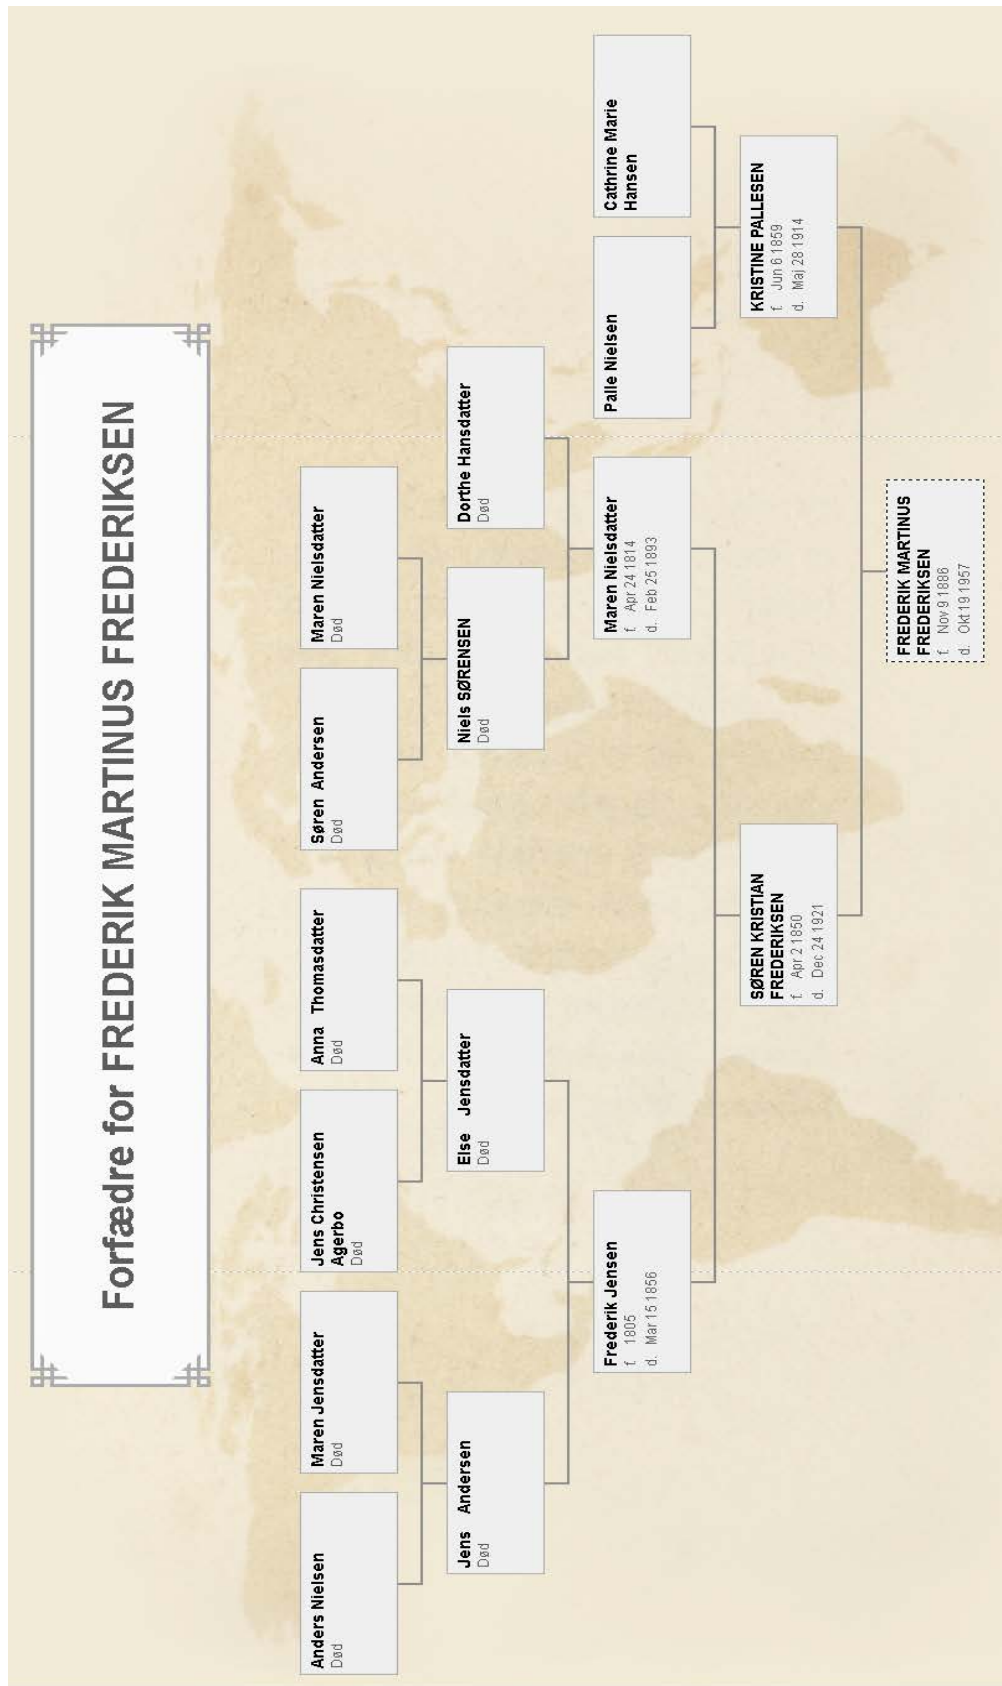 Forfædre for FREDERIK MARTINUS FREDERIKSEN
Anders Nielsen
Død
Maren Jensdatter
Død
Jens Christensen
Agerbo
Død
Anna Thomasdatter
Død
Søren Andersen
Død
Maren Nielsdatter
Død
Jens Andersen
Død
Else Jensdatter
Død
Niels SØRENSEN
Død
Dorthe Hansdatter
Død
Frederik Jensen
f. 1805
d. Mar 15 1856
Maren Nielsdatter
f. Apr 24 1814
d. Feb 25 1893
Palle Nielsen
Cathrine Marie
Hansen
SØREN KRISTIAN
FREDERIKSEN
f. Apr 2 1850
d. Dec 24 1921
KRISTINE PALLESEN
f. Jun 6 1859
d. Maj 28 1914
FREDERIK MARTINUS
FREDERIKSEN
f. Nov 9 1886
d. Okt 19 1957